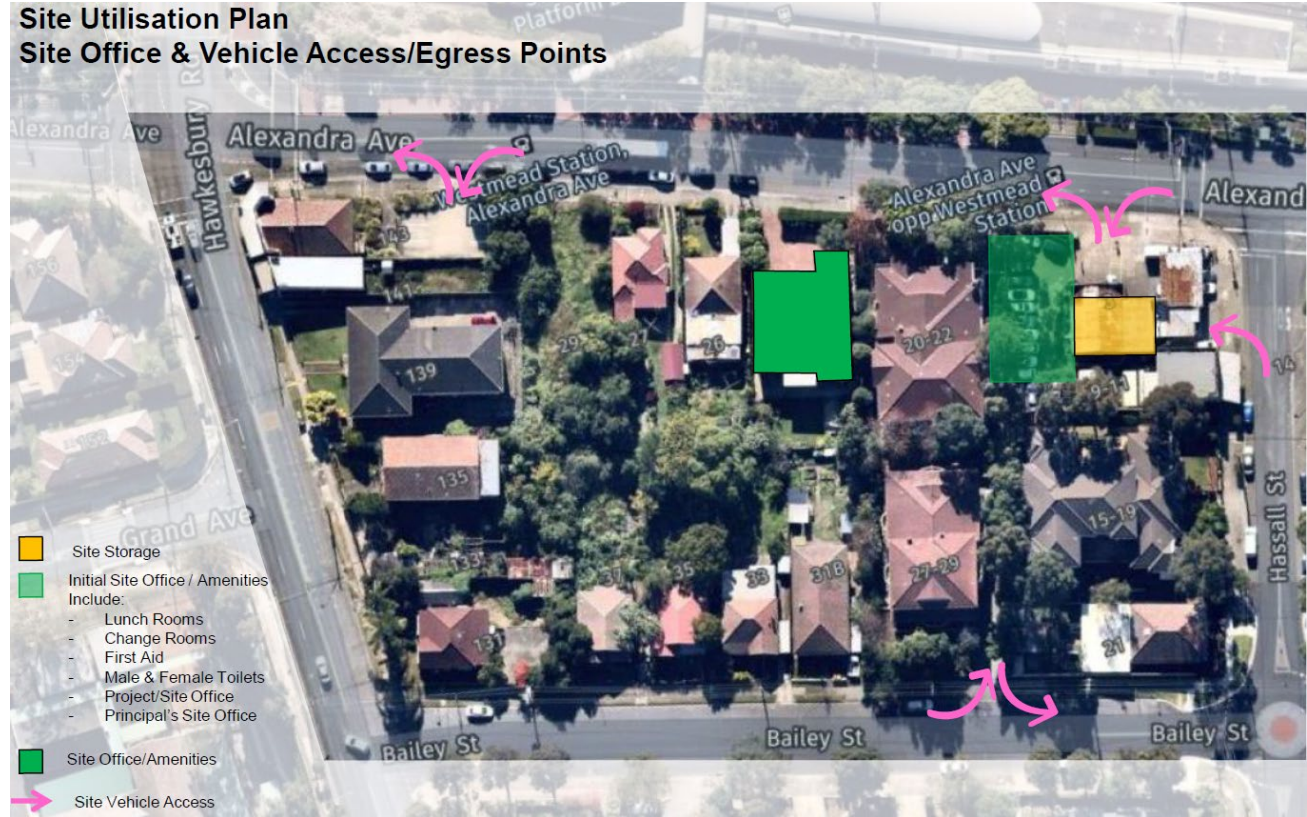 Site Utilisation Plan
Site Office & Vehicle Access/Egress Points
Platform
Alexandra Ave
Hawkesbury R
Alexandra Ave
Westmead Station,
Alexandra Ave
Alexandra Ave
opp Westmead
Station
Alexand
143
156
154
152
139
29
26
20-22
9-11
14
135
15-19
Grand Ave
Hassall St
133
37
35
33
31B
27-29
21
Site Storage
Initial Site Office / Amenities
Include:
- Lunch Rooms
- Change Rooms
- First Aid
- Male & Female Toilets
- Project/Site Office
- Principal's Site Office
Bailey St
Bailey St
Bailey St
Site Office/Amenities
Site Vehicle Access